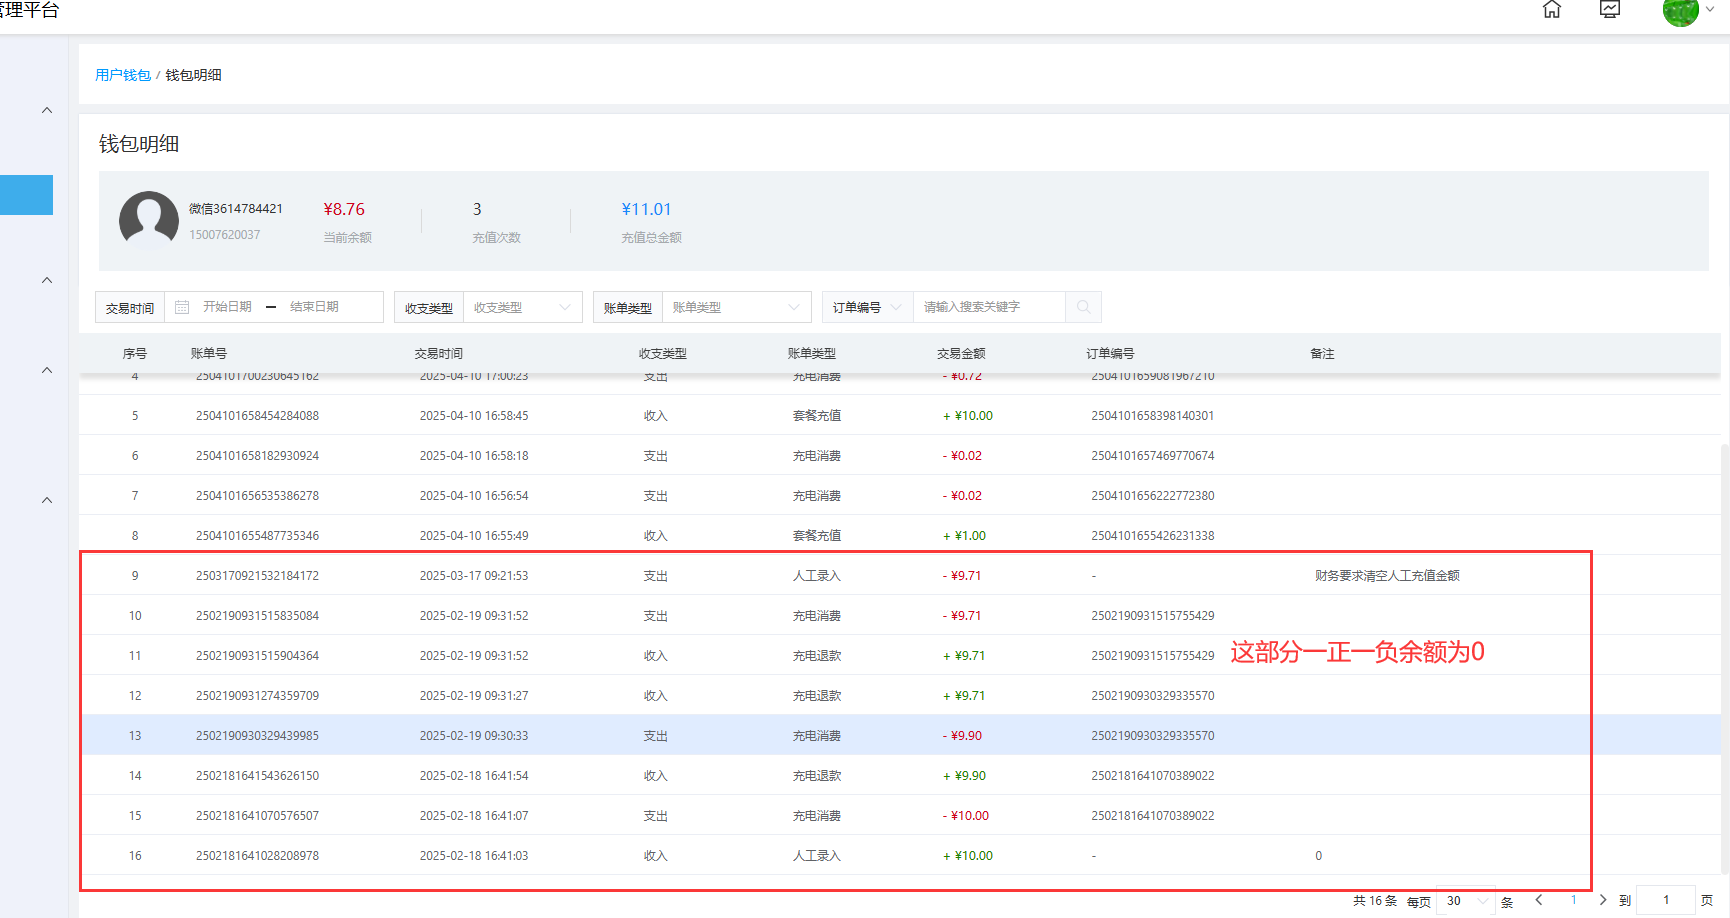 管理平台
用户钱包 / 钱包明细
钱包明细
微信3614784421 ¥8.76 3 ¥11.01
15007620037 当前余额 充值次数 充值总金额
交易时间 开始日期 — 结束日期 收支类型 收支类型 账单类型 账单类型 订单编号 请输入搜索关键字
序号 账单号 交易时间 收支类型 账单类型 交易金额 订单编号 备注
4 2504101700230645162 2025-04-10 17:00:23 支出 充电消费 - ¥0.72 2504101659081967210
5 2504101658454284088 2025-04-10 16:58:45 收入 套餐充值 + ¥10.00 2504101658398140301
6 2504101658182930924 2025-04-10 16:58:18 支出 充电消费 - ¥0.02 2504101657469770674
7 2504101656535386278 2025-04-10 16:56:54 支出 充电消费 - ¥0.02 2504101656222772380
8 2504101655487735346 2025-04-10 16:55:49 收入 套餐充值 + ¥1.00 2504101655426231338
9 2503170921532184172 2025-03-17 09:21:53 支出 人工录入 - ¥9.71 - 财务要求清空人工充值金额
10 2502190931515835084 2025-02-19 09:31:52 支出 充电消费 - ¥9.71 2502190931515755429
11 2502190931515904364 2025-02-19 09:31:52 收入 充电退款 + ¥9.71 2502190931515755429 这部分一正一负余额为0
12 2502190931274359709 2025-02-19 09:31:27 收入 充电退款 + ¥9.71 2502190930329335570
13 2502190930329439985 2025-02-19 09:30:33 支出 充电消费 - ¥9.90 2502190930329335570
14 2502181641543626150 2025-02-18 16:41:54 收入 充电退款 + ¥9.90 2502181641070389022
15 2502181641070576507 2025-02-18 16:41:07 支出 充电消费 - ¥10.00 2502181641070389022
16 2502181641028208978 2025-02-18 16:41:03 收入 人工录入 + ¥10.00 - 0
共 16 条 每页 30 条 1 到 1 页